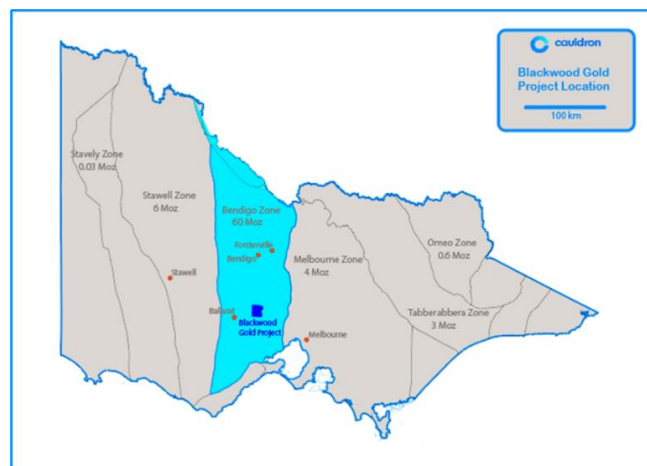 cauldron
Blackwood Gold
Project Location
100 km
Stavely Zone
0.03 Moz
Stawell Zone
6 Moz
Bendigo Zone
60 Moz
Fosterville
Bendigo
Stawell
Ballarat
Blackwood
Gold Project
Melbourne Zone
4 Moz
Melbourne
Omeo Zone
0.6 Moz
Tabberabbera Zone
3 Moz